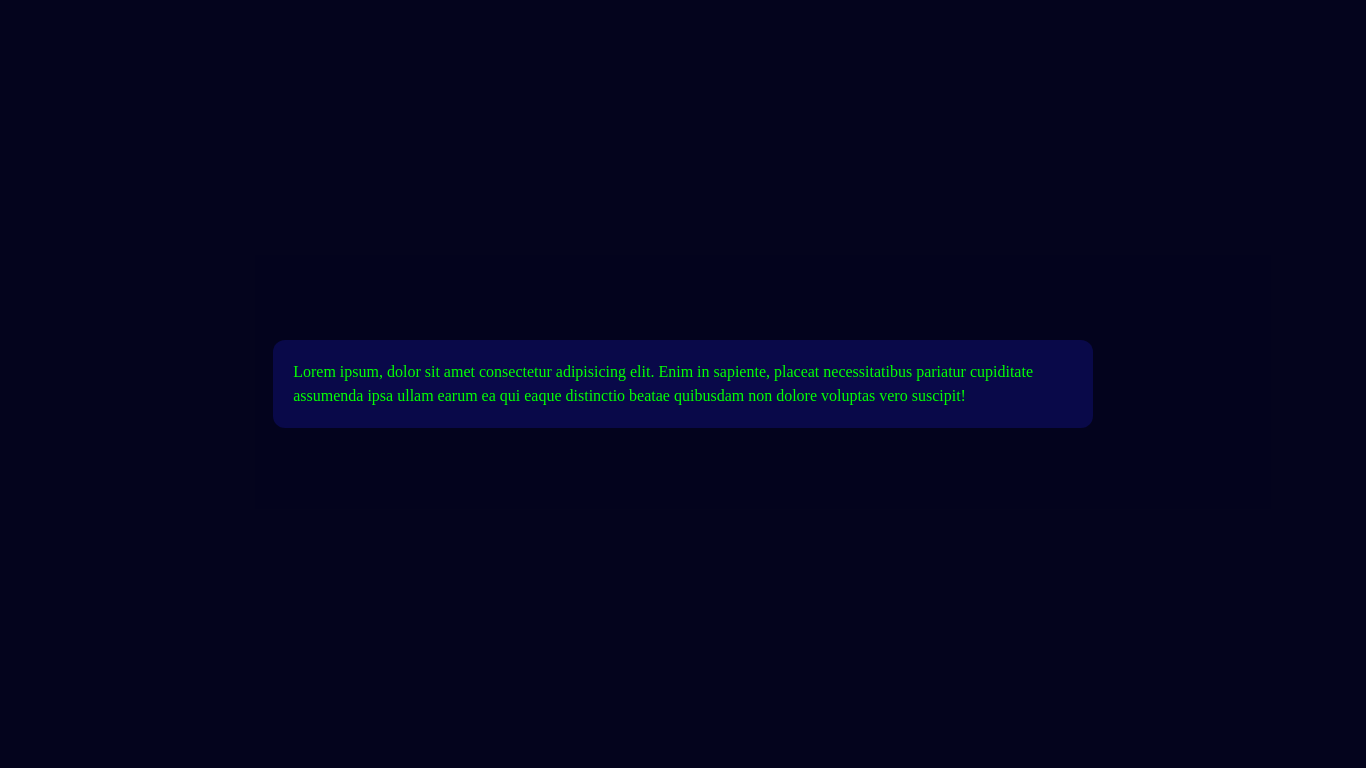 Lorem ipsum, dolor sit amet consectetur adipisicing elit. Enim in sapiente, placeat necessitatibus pariatur cupiditate
assumenda ipsa ullam earum ea qui eaque distinctio beatae quibusdam non dolore voluptas vero suscipit!